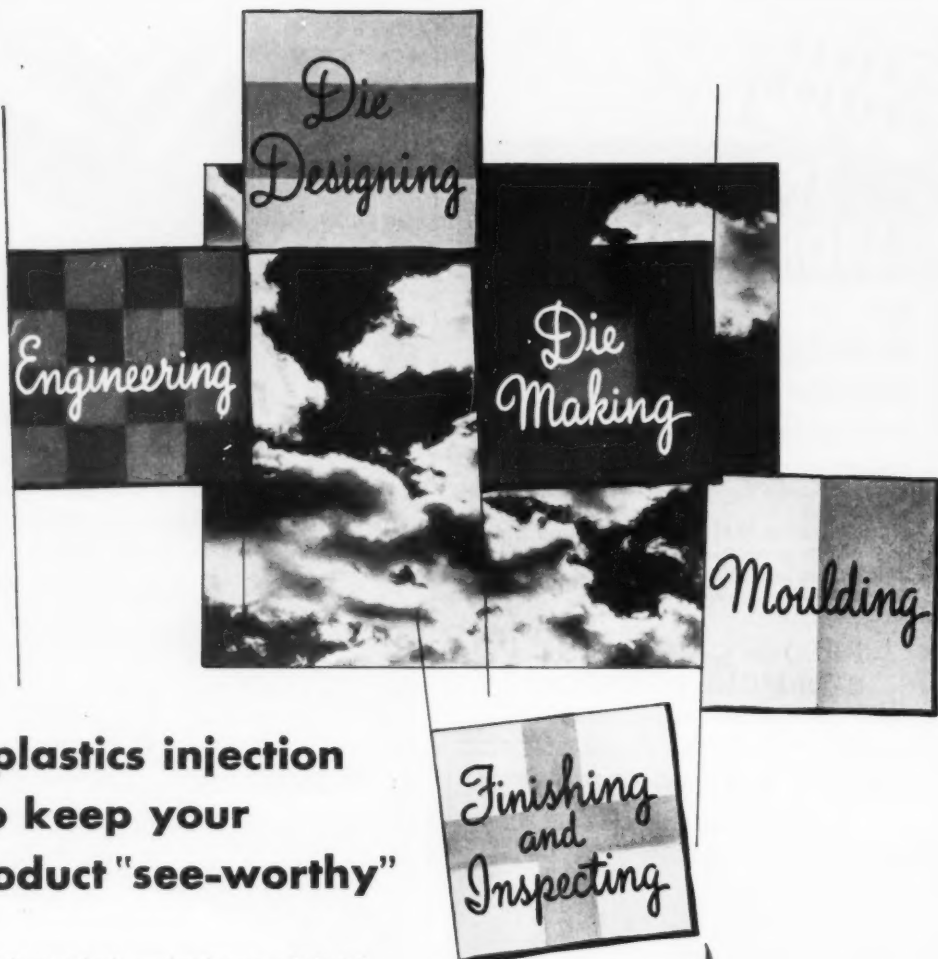 Die
Designing
Engineering
Die
Making
Moulding
plastics injection
keep your
oduct "see-worthy"
Finishing
and
Inspecting